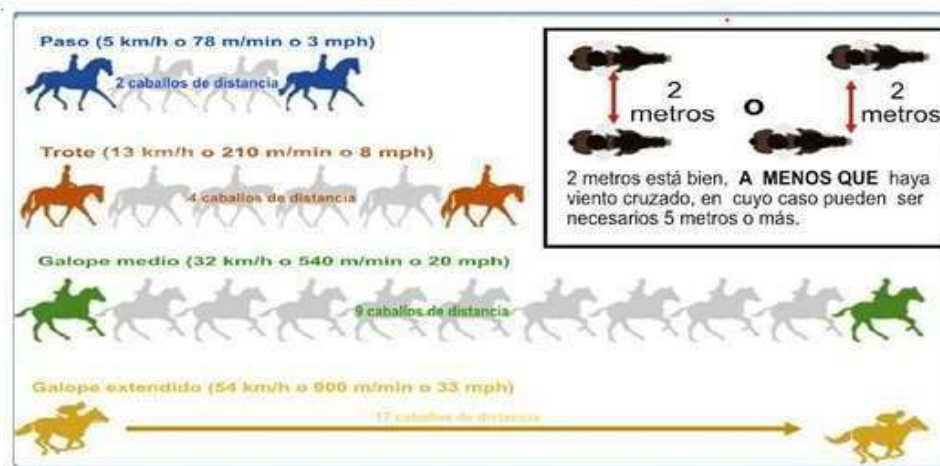 Paso (5 km/h o 78 m/min o 3 mph)
2 caballos de distancia
Trote (13 km/h o 210 m/min o 8 mph)
4 caballos de distancia
Galope medio (32 km/h o 540 m/min o 20 mph)
9 caballos de distancia
Galope extendido (54 km/h o 900 m/min o 33 mph)
17 caballos de distancia
2
metros
O
2
metros
2 metros está bien, A MENOS QUE haya
viento cruzado, en cuyo caso pueden ser
necesarios 5 metros o más.